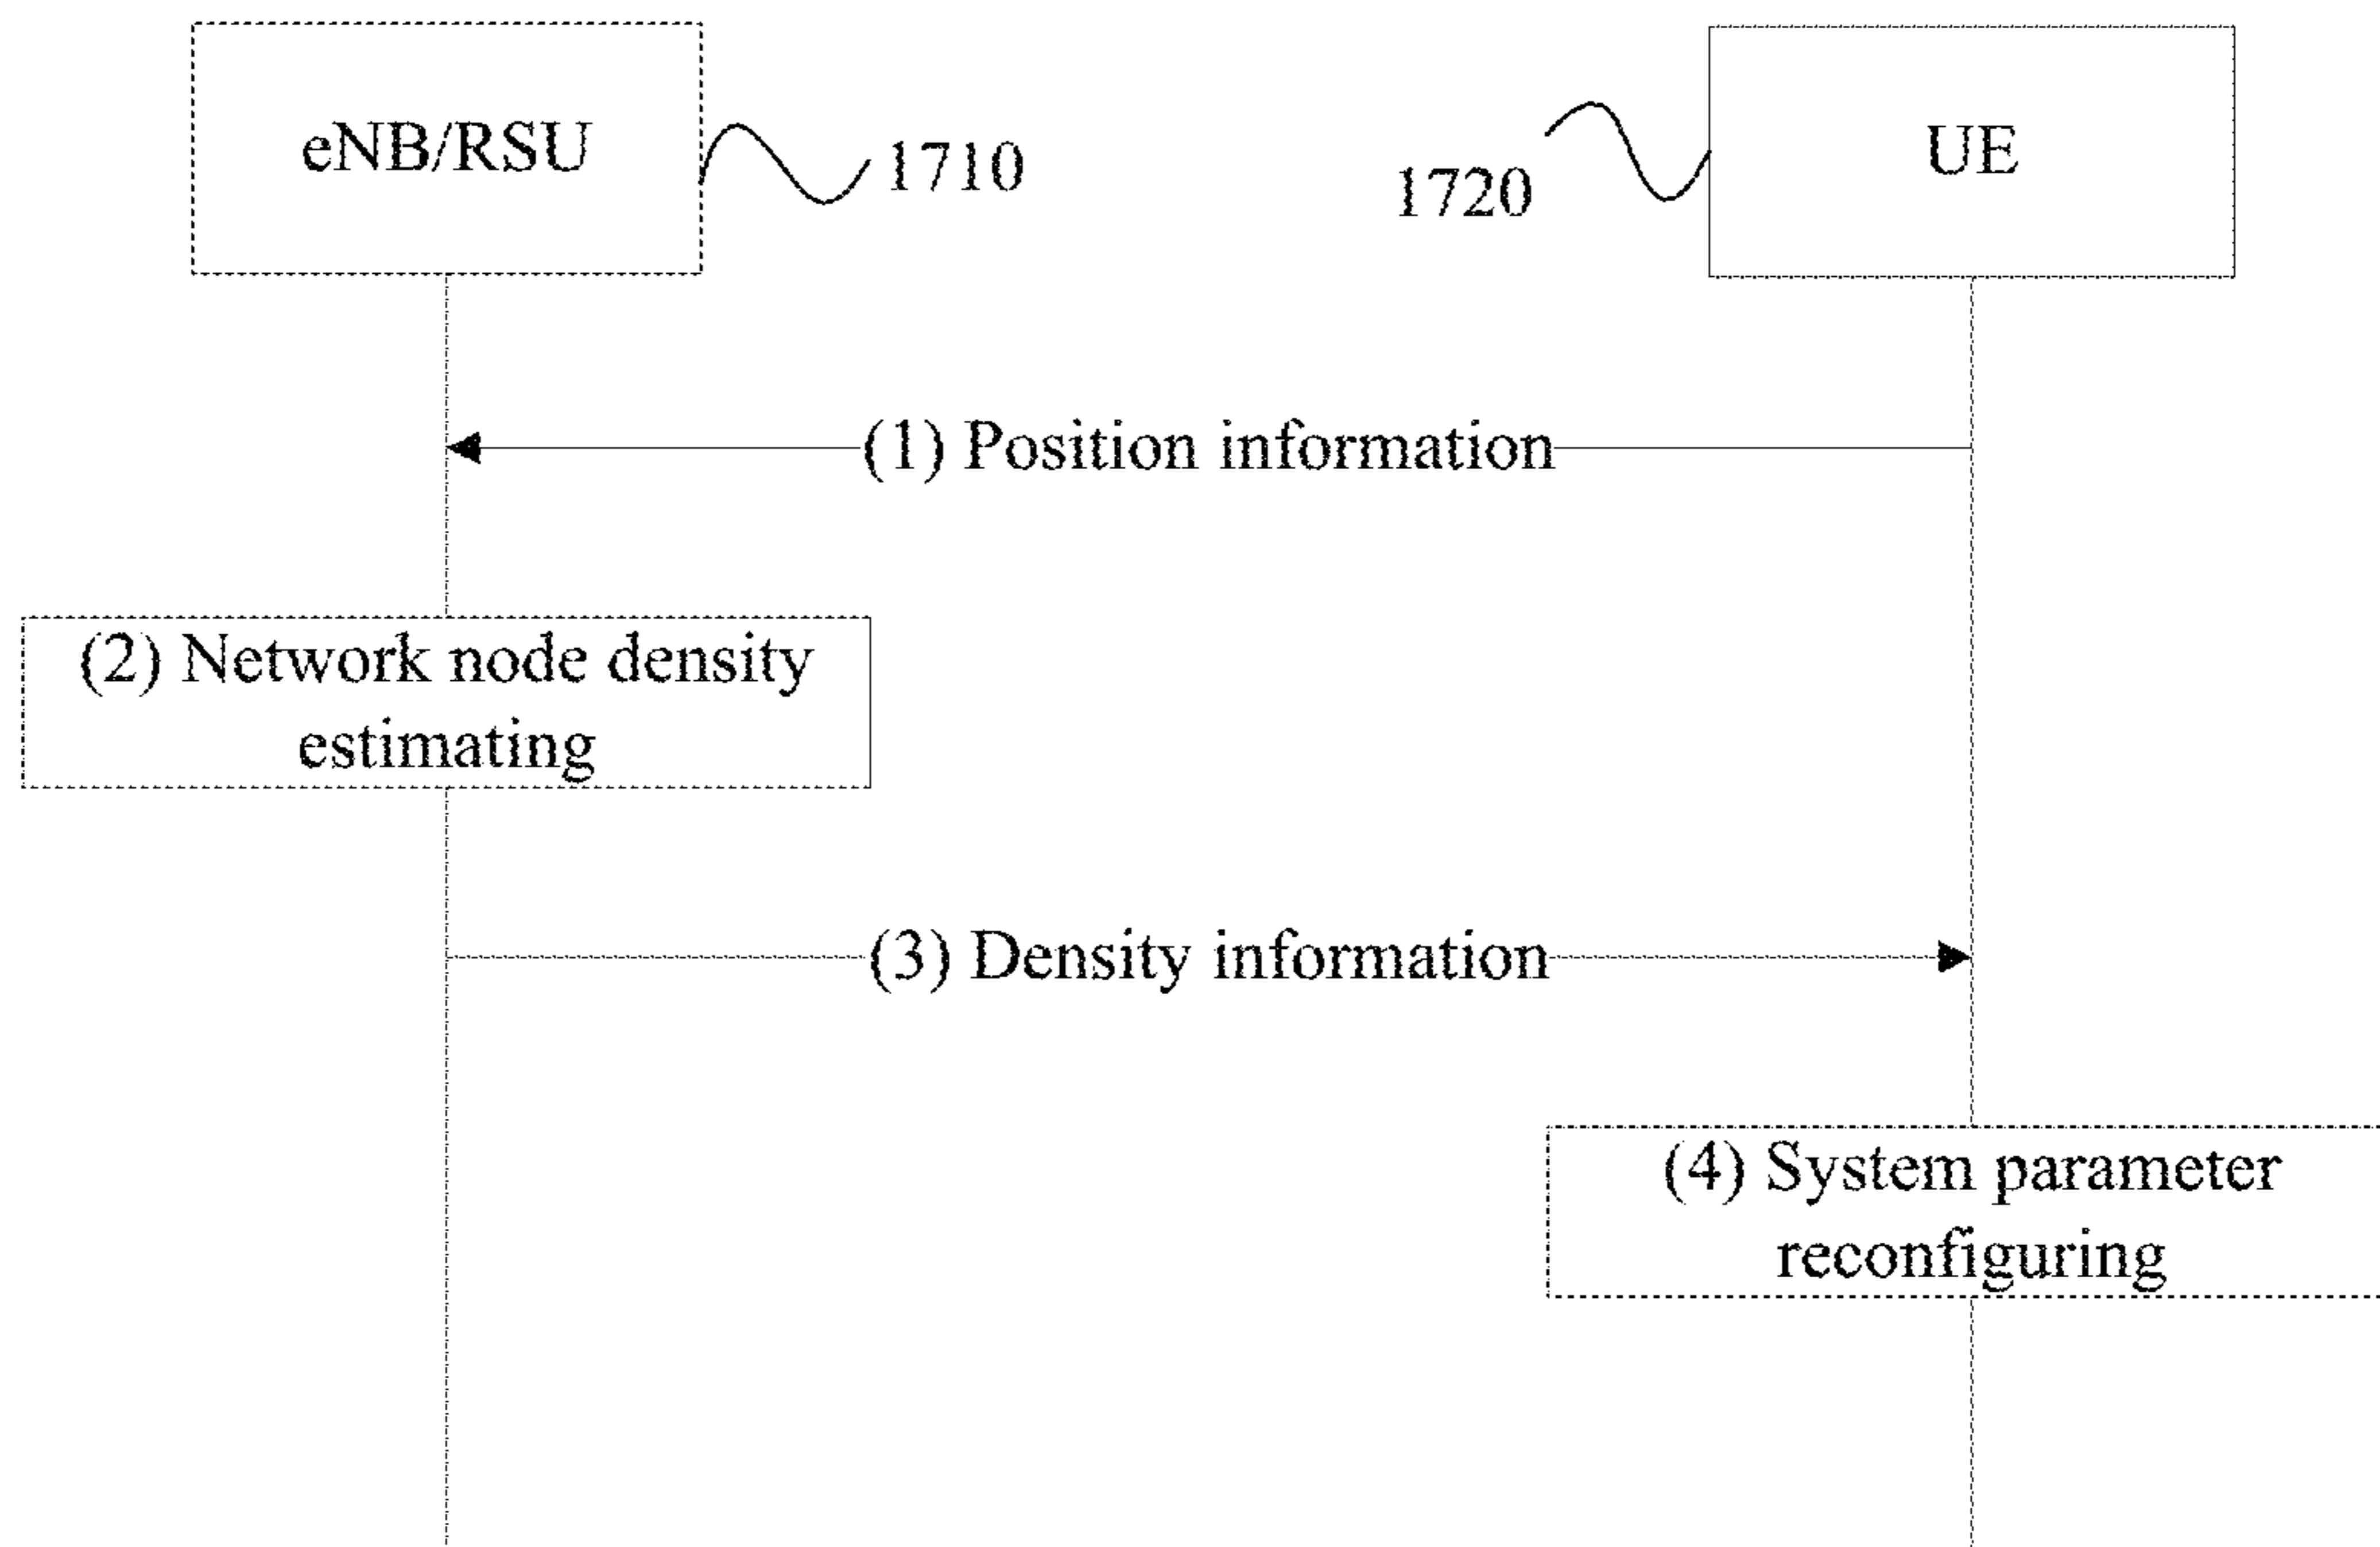 eNB/RSU
1710
1720
UE
(1) Position information
(2) Network node density
estimating
(3) Density information
(4) System parameter
reconfiguring